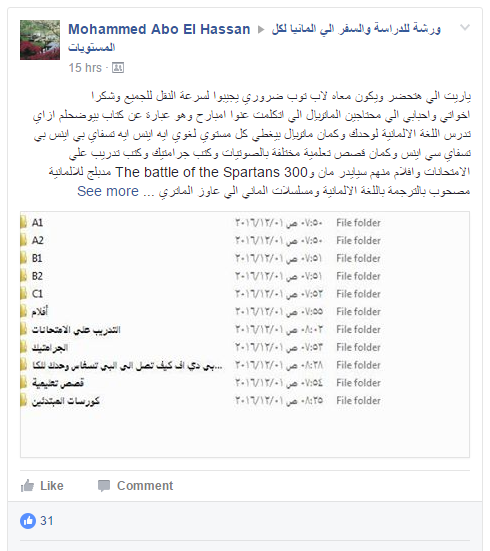 Mohammed Abo El Hassan ▸ ورشة للدراسة والسفر الي المانيا لكل
المستويات
15 hrs ·
ياريت الي هتحضر ويكون معاه لاب توب ضروري يجيبوا لسرعة النقل للجميع وشكرا
اخواتي واحبابي الي محتاجين الماتريال الي اتكلمت عنوا امبارح وهو عبارة عن كتاب بيوضحلم ازاي
تدرس اللغة الالمانية لوحدك وكمان ماتريال بيغطي كل مستوي لغوي ايه اينس ايه تسفاي بي اينس بي
تسفاي سي اينس وكمان قصص تعلمية مختلفة بالصوتيات وكتب جراماتيك وكتب تدريب علي
الامتحانات وافلام منهم سبايدر مان و300 The battle of the Spartans مدبلج للالمانية
مصحوب بالترجمة باللغة الالمانية ومسلسلات الماني الي عاوز الماتري ... See more
A1 ٢٠١٦/١٢/٠١ ص ٠٧:٥٠ File folder
A2 ٢٠١٦/١٢/٠١ ص ٠٧:٥٠ File folder
B1 ٢٠١٦/١٢/٠١ ص ٠٧:٥١ File folder
B2 ٢٠١٦/١٢/٠١ ص ٠٧:٥١ File folder
C1 ٢٠١٦/١٢/٠١ ص ٠٧:٥٢ File folder
أفلام ٢٠١٦/١٢/٠١ ص ٠٧:٥٥ File folder
التدريب علي الامتحانات ٢٠١٦/١٢/٠١ ص ٠٨:٠٢ File folder
الجراماتيك ٢٠١٦/١٢/٠١ ص ٠٧:٥٣ File folder
بي دي اف كيف تصل الى البي تسفاس وحدك للكا... ٢٠١٦/١٢/٠١ ص ٠٨:٢٨ File folder
قصص تعليمية ٢٠١٦/١٢/٠١ ص ٠٧:٥٤ File folder
كورسات المبتدئين ٢٠١٦/١٢/٠١ ص ٠٨:٢٥ File folder
Like Comment
31